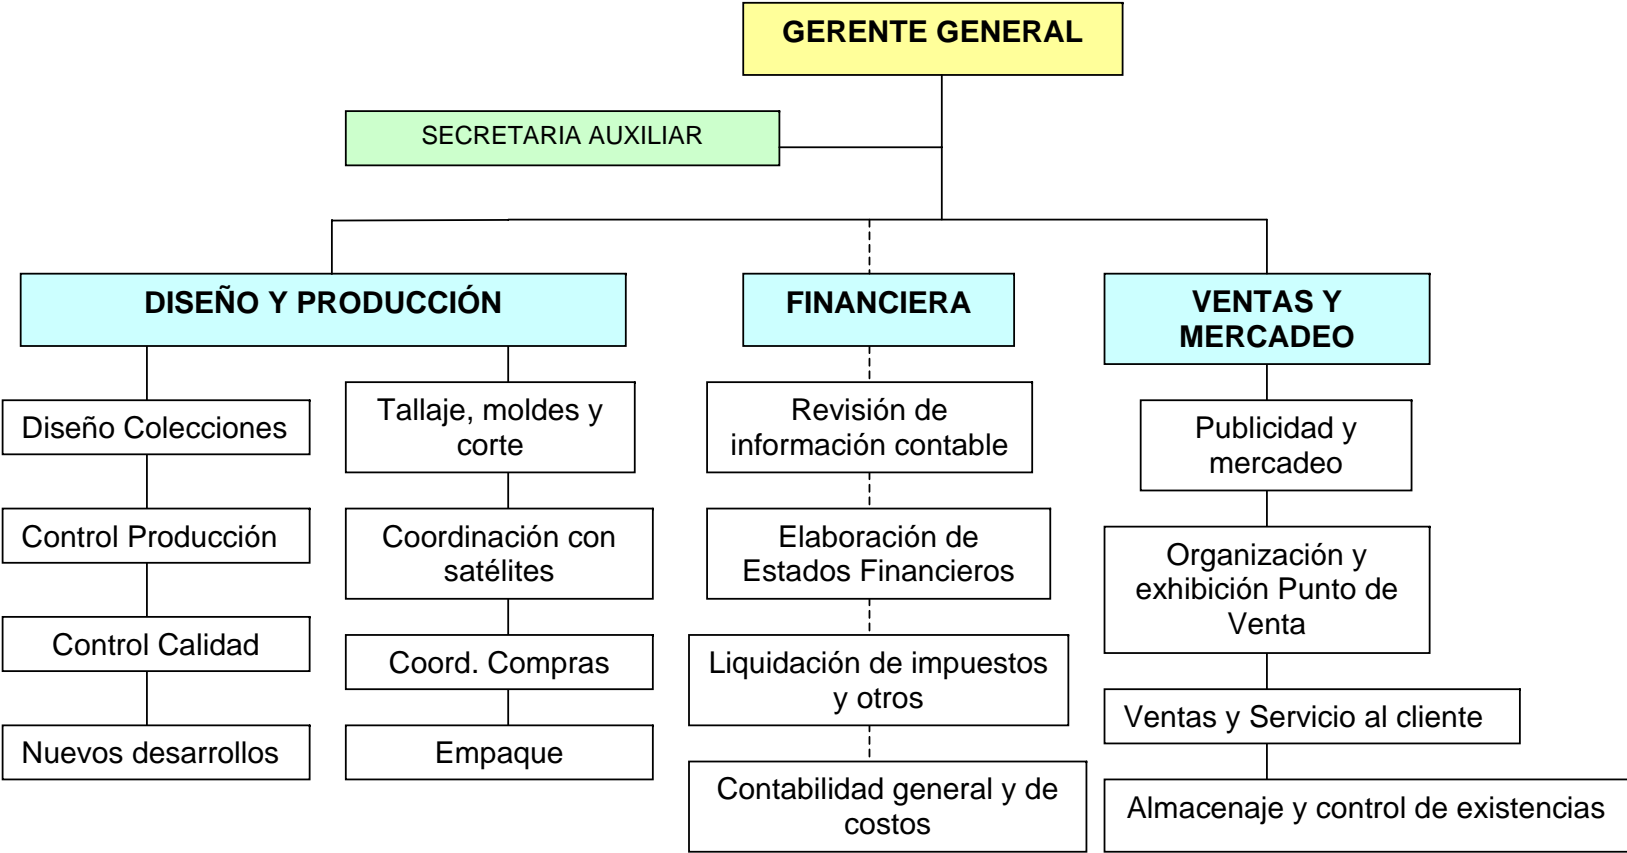 GERENTE GENERAL
SECRETARIA AUXILIAR
DISEÑO Y PRODUCCIÓN
FINANCIERA
VENTAS Y
MERCADEO
Diseño Colecciones
Control Producción
Control Calidad
Nuevos desarrollos
Tallaje, moldes y
corte
Coordinación con
satélites
Coord. Compras
Empaque
Revisión de
información contable
Elaboración de
Estados Financieros
Liquidación de impuestos
y otros
Contabilidad general y de
costos
Publicidad y
mercadeo
Organización y
exhibición Punto de
Venta
Ventas y Servicio al cliente
Almacenaje y control de existencias